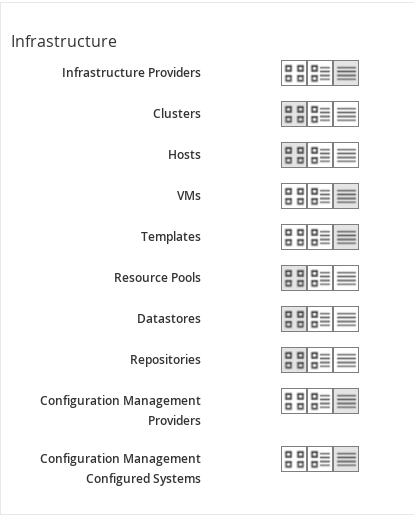 Infrastructure
Infrastructure Providers
Clusters
Hosts
VMs
Templates
Resource Pools
Datastores
Repositories
Configuration Management
Providers
Configuration Management
Configured Systems